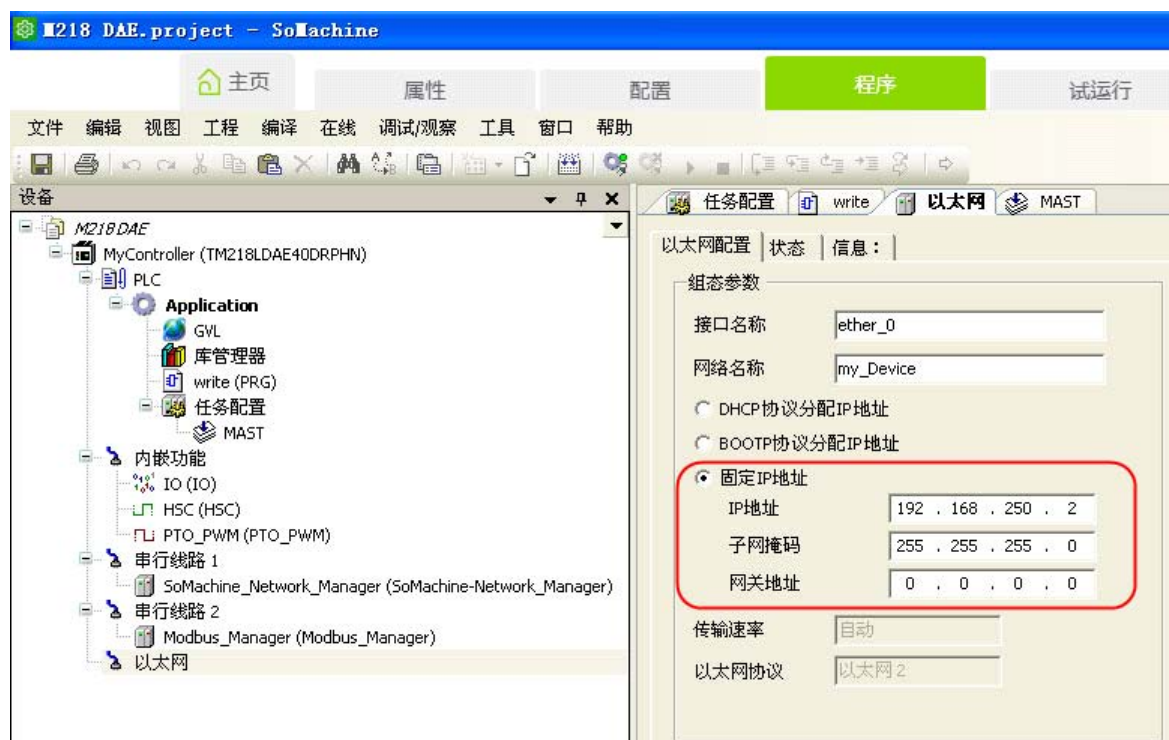 M218 DAE.project - SoMachine
主页 属性 配置 程序 试运行
文件 编辑 视图 工程 编译 在线 调试/观察 工具 窗口 帮助
设备
任务配置 write 以太网 MAST
M218DAE
MyController (TM218LDAE40DRPHN)
PLC
Application
GVL
库管理器
write (PRG)
任务配置
MAST
内嵌功能
IO (IO)
HSC (HSC)
PTO_PWM (PTO_PWM)
串行线路 1
SoMachine_Network_Manager (SoMachine-Network_Manager)
串行线路 2
Modbus_Manager (Modbus_Manager)
以太网
以太网配置 状态 信息：
组态参数
接口名称 ether_0
网络名称 my_Device
DHCP协议分配IP地址
BOOTP协议分配IP地址
固定IP地址
IP地址 192 . 168 . 250 . 2
子网掩码 255 . 255 . 255 . 0
网关地址 0 . 0 . 0 . 0
传输速率 自动
以太网协议 以太网 2